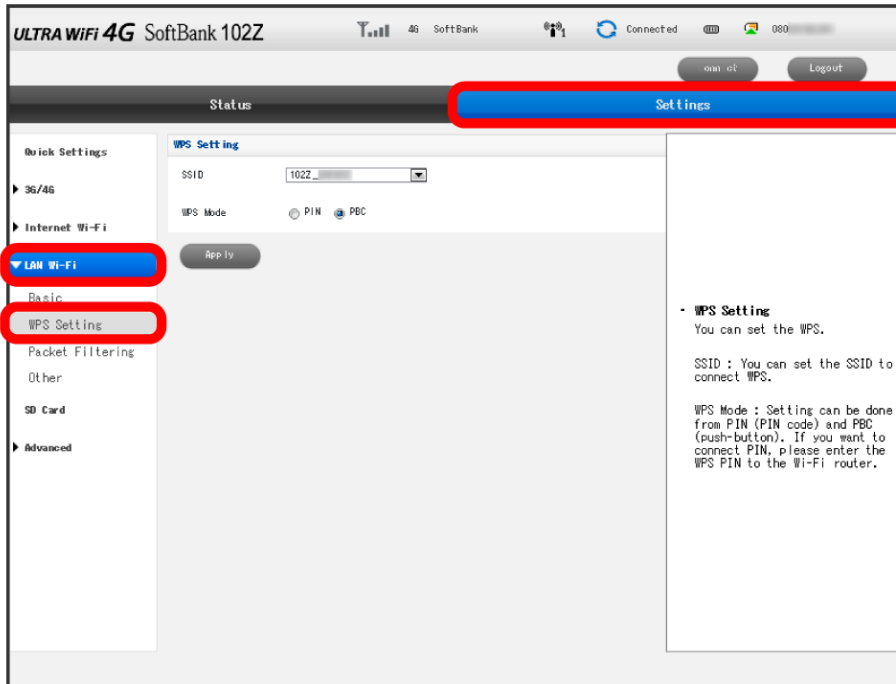 ULTRA WiFi 4G SoftBank 102Z
4G SoftBank
1
Connected
080
Logout
Status
Settings
Quick Settings
3G/4G
Internet Wi-Fi
LAN Wi-Fi
Basic
WPS Setting
Packet Filtering
Other
SD Card
Advanced
WPS Setting
SSID
102Z_
WPS Mode
PIN
PBC
Apply
- WPS Setting
You can set the WPS.
SSID : You can set the SSID to
connect WPS.
WPS Mode : Setting can be done
from PIN (PIN code) and PBC
(push-button). If you want to
connect PIN, please enter the
WPS PIN to the Wi-Fi router.